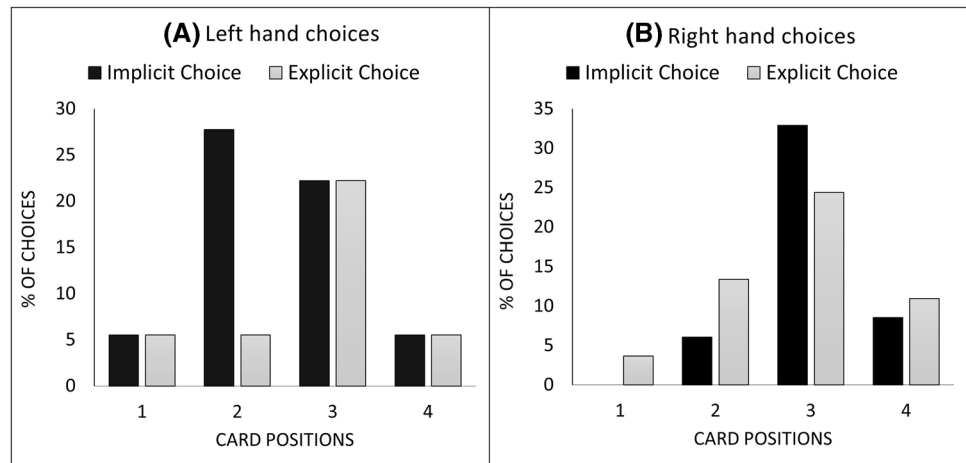 (A) Left hand choices
Implicit Choice Explicit Choice
30
25
20
15
10
5
0
% OF CHOICES
1 2 3 4
CARD POSITIONS
(B) Right hand choices
Implicit Choice Explicit Choice
35
30
25
20
15
10
5
0
% OF CHOICES
1 2 3 4
CARD POSITIONS